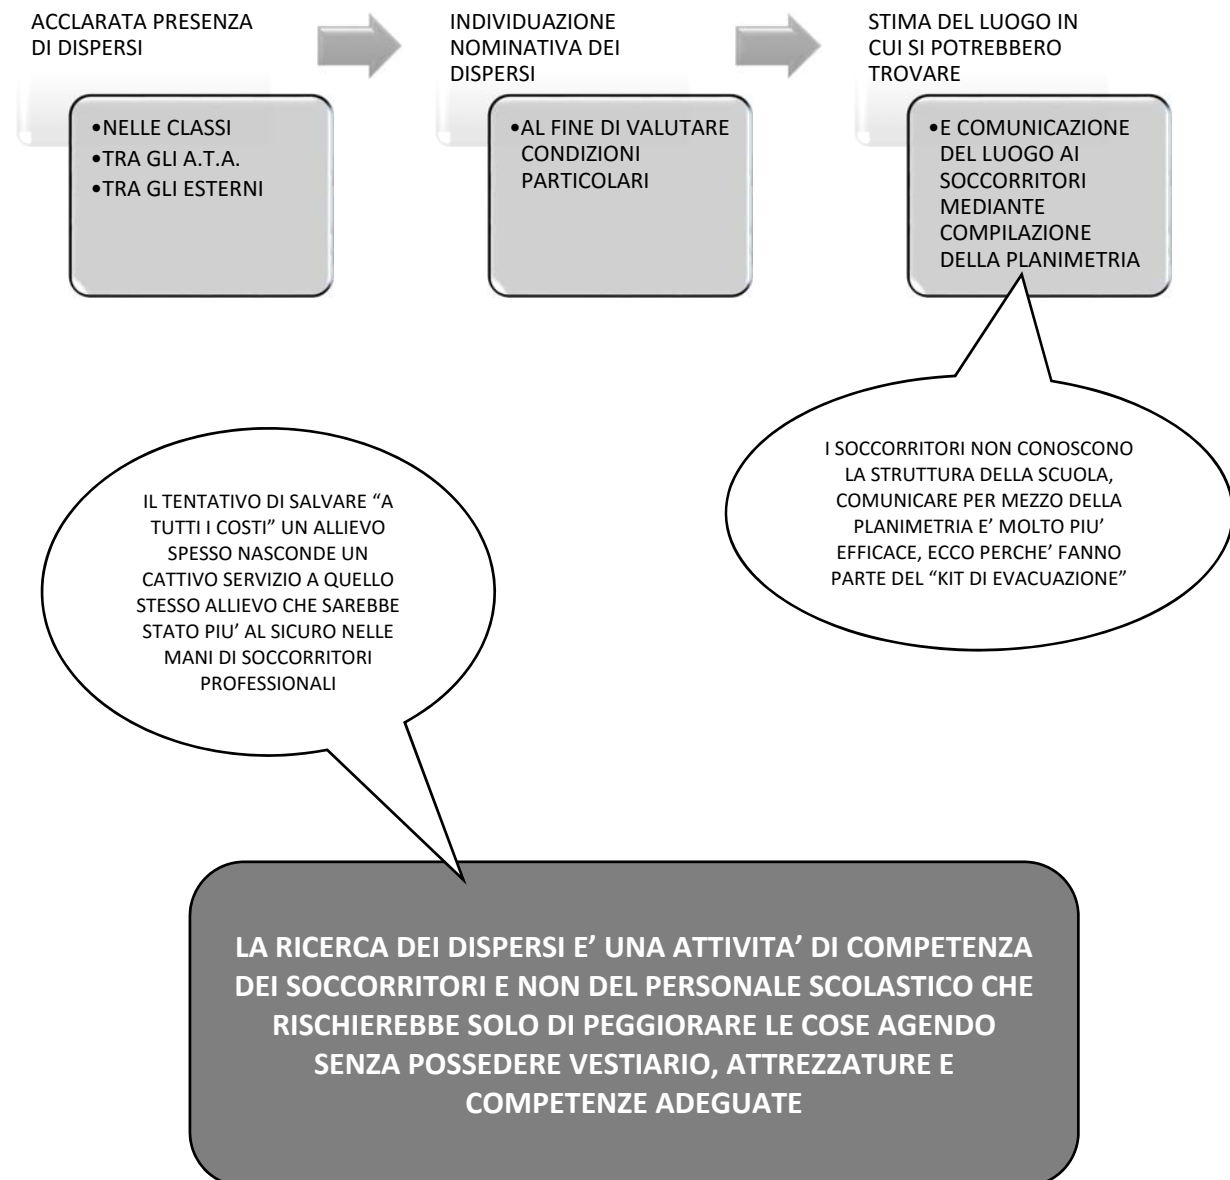 ACCLARATA PRESENZA
DI DISPERSI
•NELLE CLASSI
•TRA GLI A.T.A.
•TRA GLI ESTERNI
INDIVIDUAZIONE
NOMINATIVA DEI
DISPERSI
•AL FINE DI VALUTARE
CONDIZIONI
PARTICOLARI
STIMA DEL LUOGO IN
CUI SI POTREBBERO
TROVARE
•E COMUNICAZIONE
DEL LUOGO AI
SOCCORRITORI
MEDIANTE
COMPILAZIONE
DELLA PLANIMETRIA
I SOCCORRITORI NON CONOSCONO
LA STRUTTURA DELLA SCUOLA,
COMUNICARE PER MEZZO DELLA
PLANIMETRIA E’ MOLTO PIU’
EFFICACE, ECCO PERCHE’ FANNO
PARTE DEL “KIT DI EVACUAZIONE”
IL TENTATIVO DI SALVARE “A
TUTTI I COSTI” UN ALLIEVO
SPESSO NASCONDE UN
CATTIVO SERVIZIO A QUELLO
STESSO ALLIEVO CHE SAREBBE
STATO PIU’ AL SICURO NELLE
MANI DI SOCCORRITORI
PROFESSIONALI
LA RICERCA DEI DISPERSI E’ UNA ATTIVITA’ DI COMPETENZA
DEI SOCCORRITORI E NON DEL PERSONALE SCOLASTICO CHE
RISCHIEREBBE SOLO DI PEGGIORARE LE COSE AGENDO
SENZA POSSEDERE VESTIARIO, ATTREZZATURE E
COMPETENZE ADEGUATE